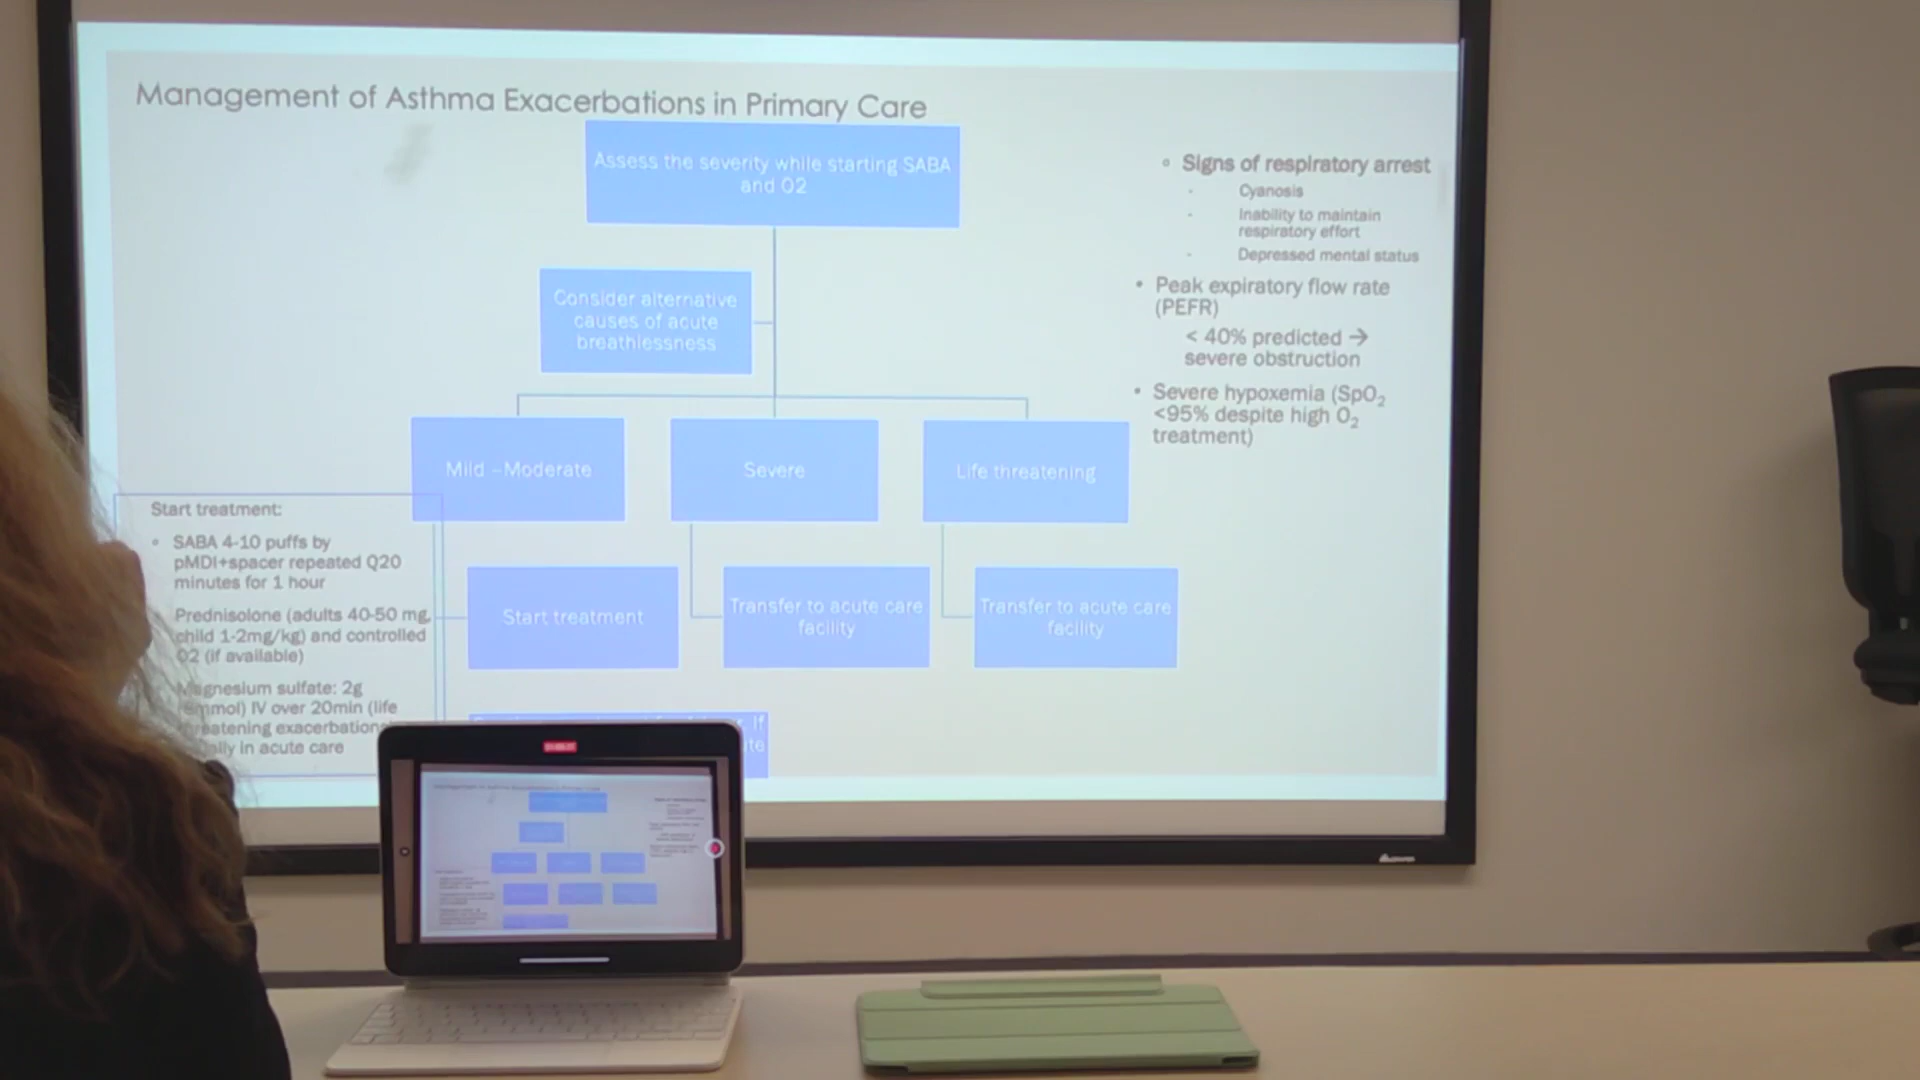 Management of Asthma Exacerbations in Primary Care
Assess the severity while starting SABA
and O2
Consider alternative
causes of acute
breathlessness
Mild –Moderate
Severe
Life threatening
Start treatment
Transfer to acute care
facility
Transfer to acute care
facility
If
Start treatment:
• SABA 4-10 puffs by
pMDI+spacer repeated Q20
minutes for 1 hour
Prednisolone (adults 40-50 mg,
child 1-2mg/kg) and controlled
O2 (if available)
Magnesium sulfate: 2g
IV over 20min (life
in acute care
◦ Signs of respiratory arrest
- Cyanosis
- Inability to maintain
respiratory effort
- Depressed mental status
• Peak expiratory flow rate
(PEFR)
< 40% predicted →
severe obstruction
• Severe hypoxemia (SpO₂
<95% despite high O₂
treatment)